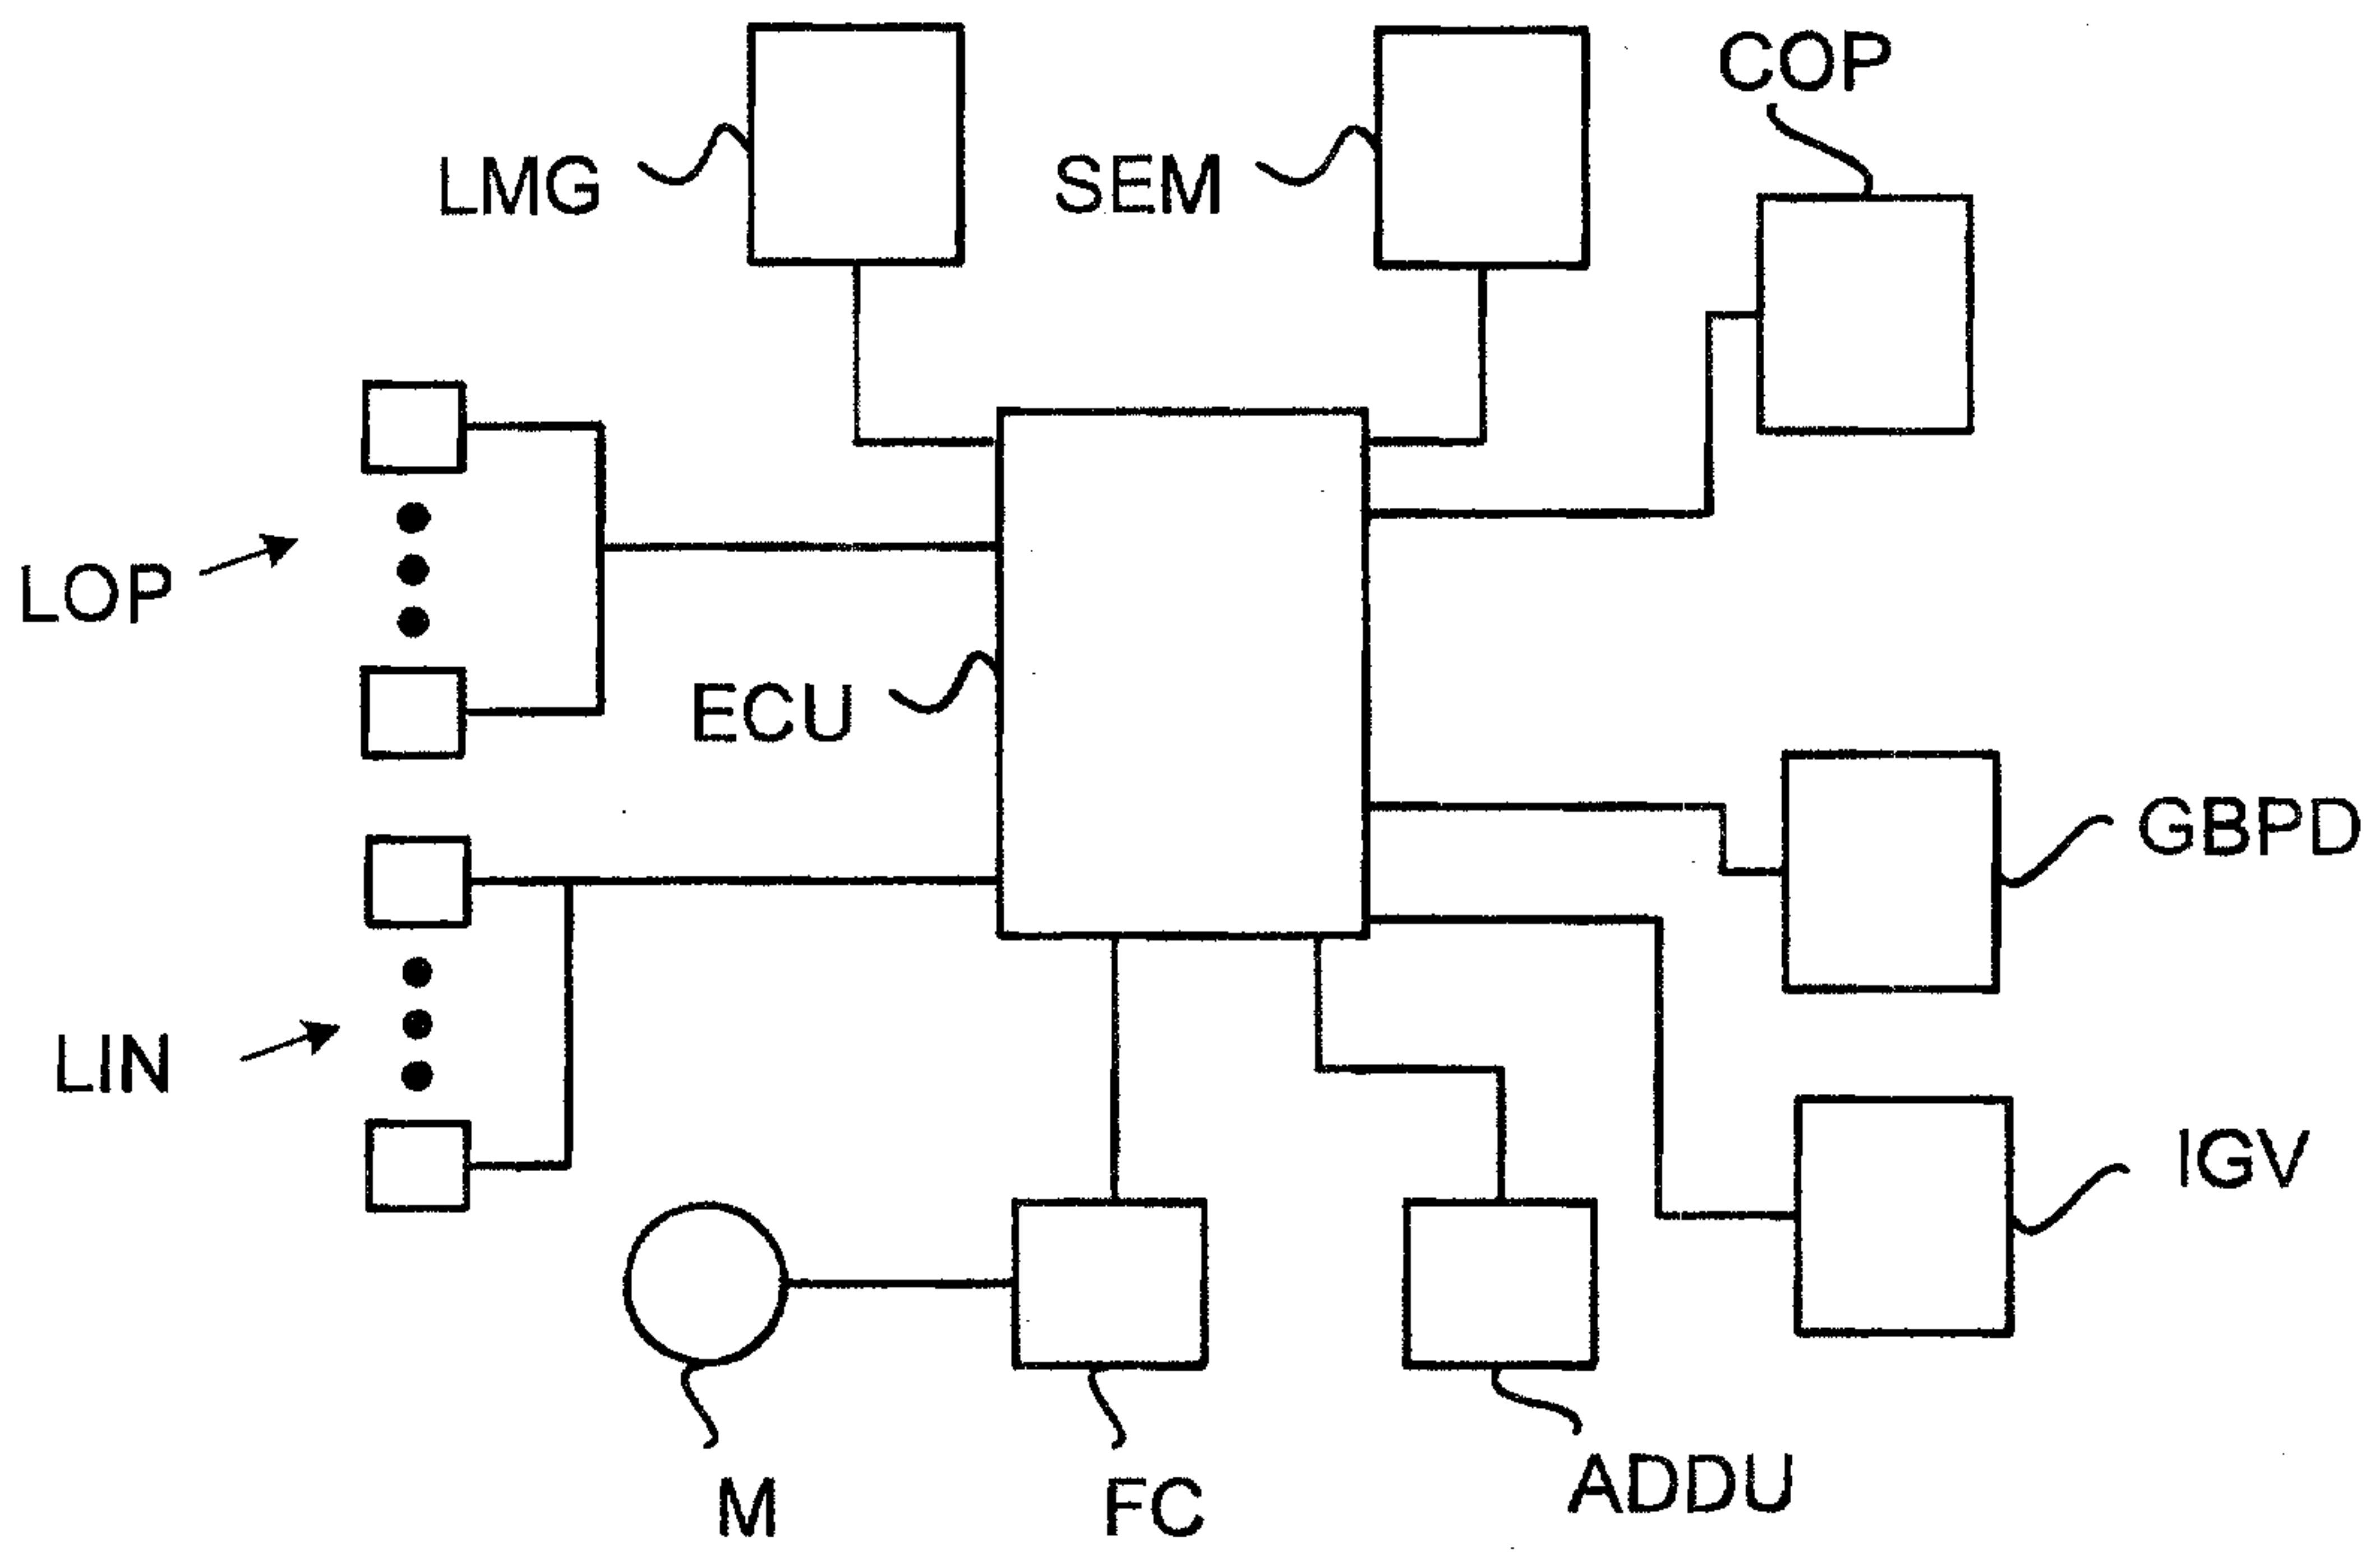 COP
LMG
SEM
LOP
ECU
GBPD
LIN
IGV
M
FC
ADDU